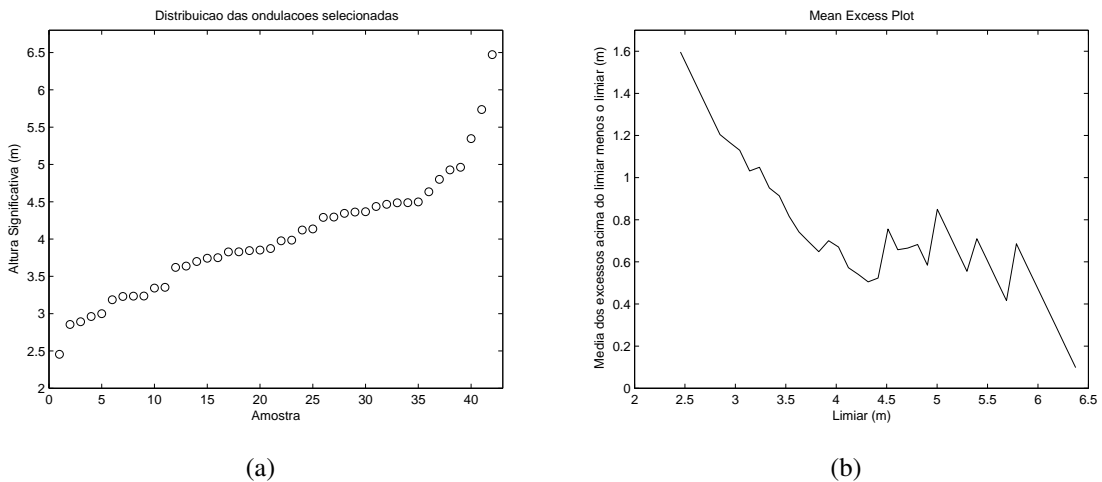 Distribuicao das ondulacoes selecionadas
Altura Significativa (m)
6.5
6
5.5
5
4.5
4
3.5
3
2.5
2
0 5 10 15 20 25 30 35 40
Amostra
(a)
Mean Excess Plot
Media dos excessos acima do limiar menos o limiar (m)
1.6
1.4
1.2
1
0.8
0.6
0.4
0.2
0
2 2.5 3 3.5 4 4.5 5 5.5 6 6.5
Limiar (m)
(b)